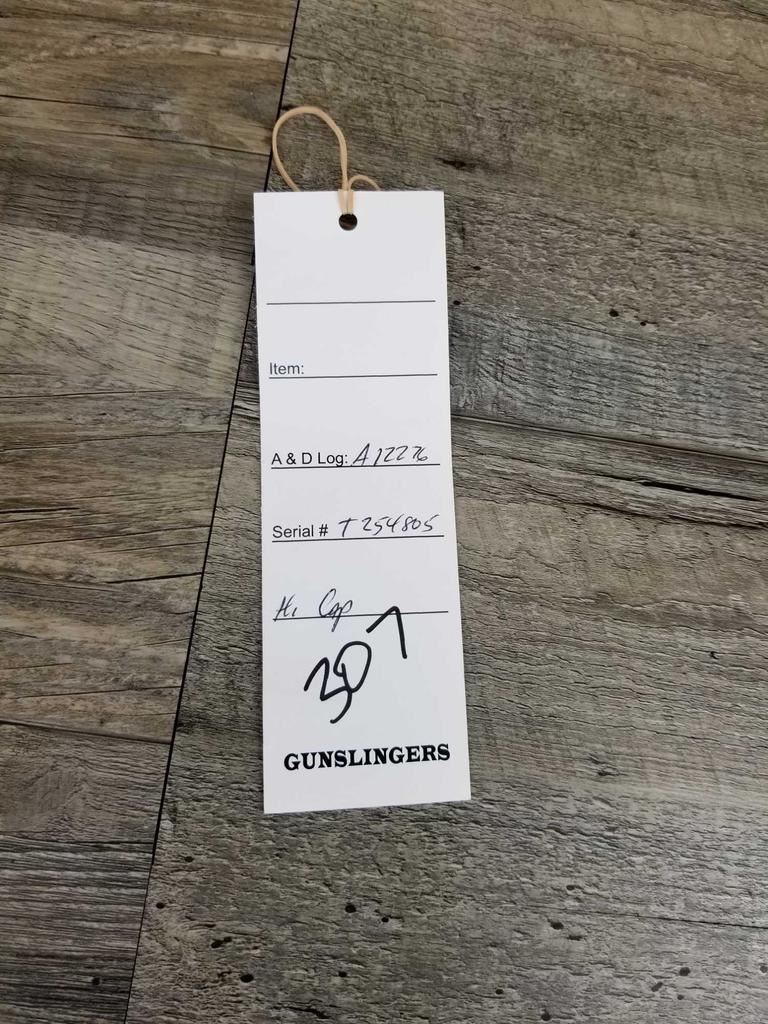 Item:
A & D Log: A12276
Serial # T254805
Hi Cap
307
GUNSLINGERS